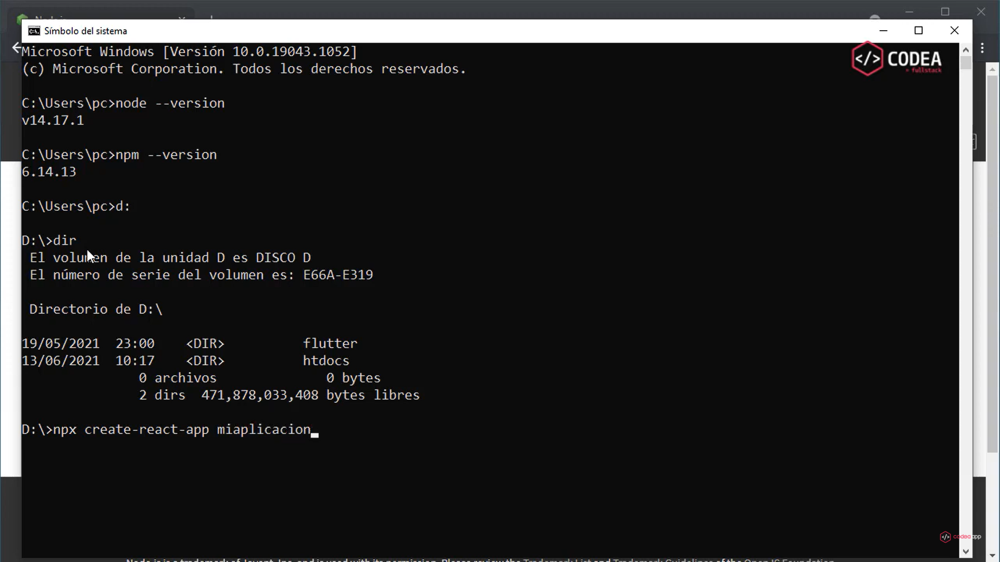 Símbolo del sistema
Microsoft Windows [Versión 10.0.19043.1052]
(c) Microsoft Corporation. Todos los derechos reservados.
</> CODEA
fullstack
C:\Users\pc>node --version
v14.17.1
C:\Users\pc>npm --version
6.14.13
C:\Users\pc>d:
D:\>dir
El volumen de la unidad D es DISCO D
El número de serie del volumen es: E66A-E319
Directorio de D:\
19/05/2021 23:00 <DIR> flutter
13/06/2021 10:17 <DIR> htdocs
0 archivos 0 bytes
2 dirs 471,878,033,408 bytes libres
D:\>npx create-react-app miaplicacion
</> codea app